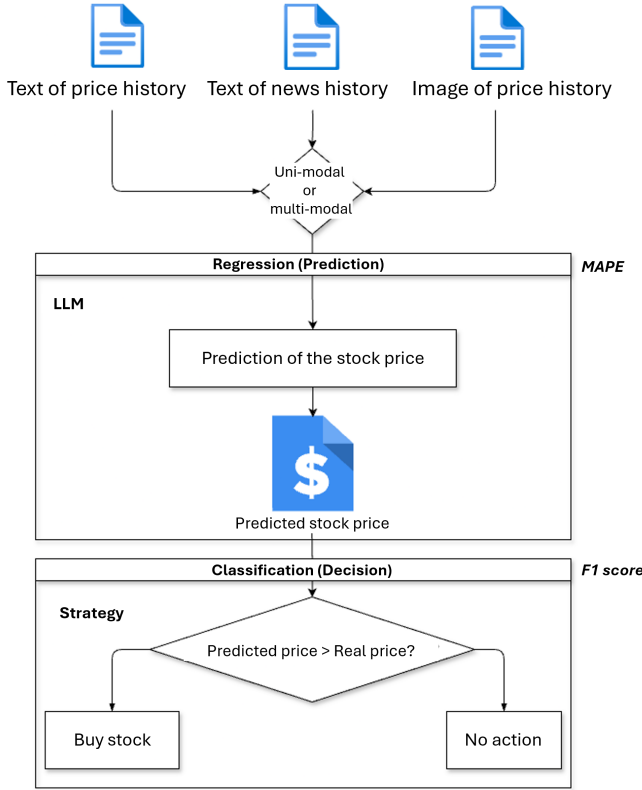 Text of price history
Text of news history
Image of price history
Uni-modal
or
multi-modal
Regression (Prediction)
MAPE
LLM
Prediction of the stock price
$
Predicted stock price
Classification (Decision)
F1 score
Strategy
Predicted price > Real price?
Buy stock
No action